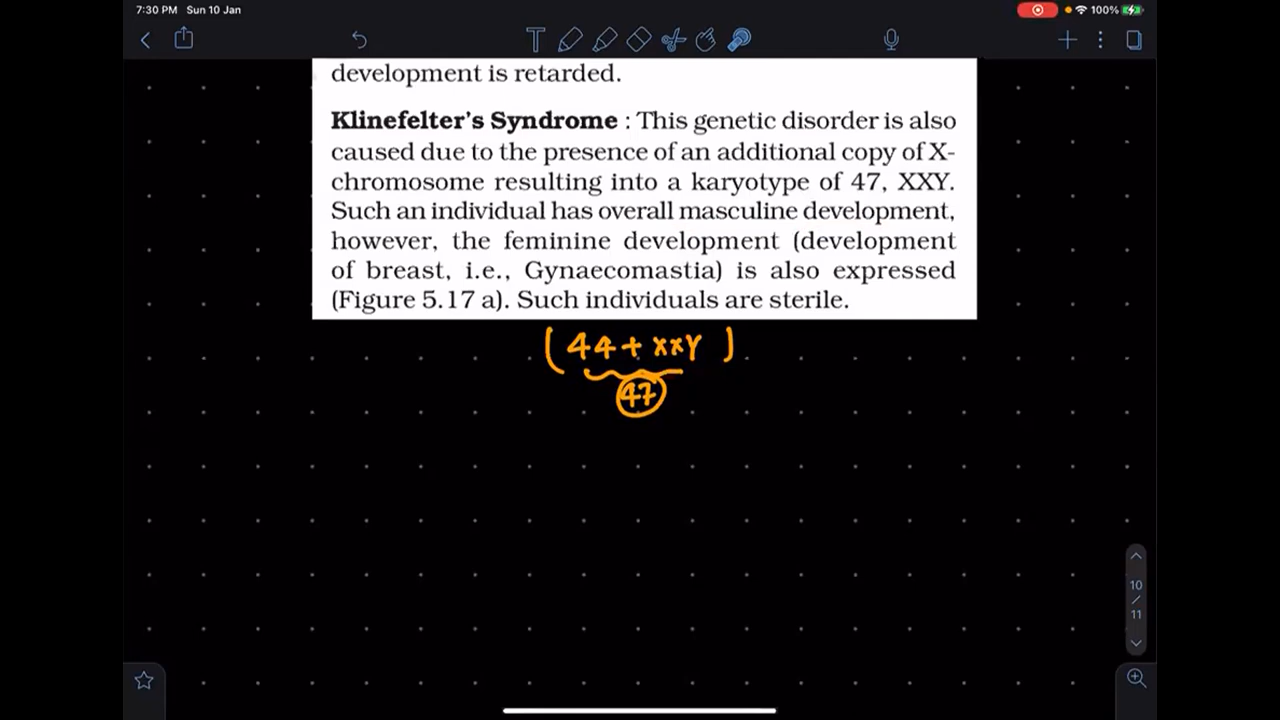 7:30 PM Sun 10 Jan
100%
development is retarded.
Klinefelter's Syndrome : This genetic disorder is also
caused due to the presence of an additional copy of X-
chromosome resulting into a karyotype of 47, XXY.
Such an individual has overall masculine development,
however, the feminine development (development
of breast, i.e., Gynaecomastia) is also expressed
(Figure 5.17 a). Such individuals are sterile.
(44+XXY)
47
10
/
11